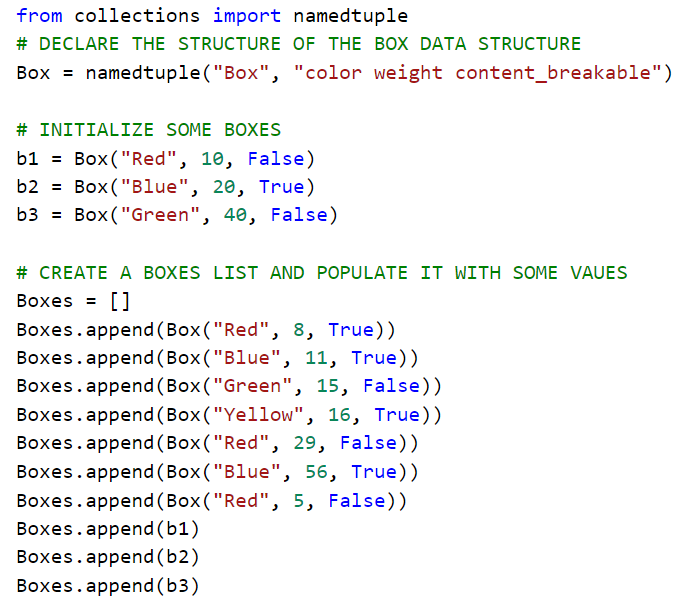 from collections import namedtuple
# DECLARE THE STRUCTURE OF THE BOX DATA STRUCTURE
Box = namedtuple("Box", "color weight content_breakable")
# INITIALIZE SOME BOXES
b1 = Box("Red", 10, False)
b2 = Box("Blue", 20, True)
b3 = Box("Green", 40, False)
# CREATE A BOXES LIST AND POPULATE IT WITH SOME VAUES
Boxes = []
Boxes.append(Box("Red", 8, True))
Boxes.append(Box("Blue", 11, True))
Boxes.append(Box("Green", 15, False))
Boxes.append(Box("Yellow", 16, True))
Boxes.append(Box("Red", 29, False))
Boxes.append(Box("Blue", 56, True))
Boxes.append(Box("Red", 5, False))
Boxes.append(b1)
Boxes.append(b2)
Boxes.append(b3)